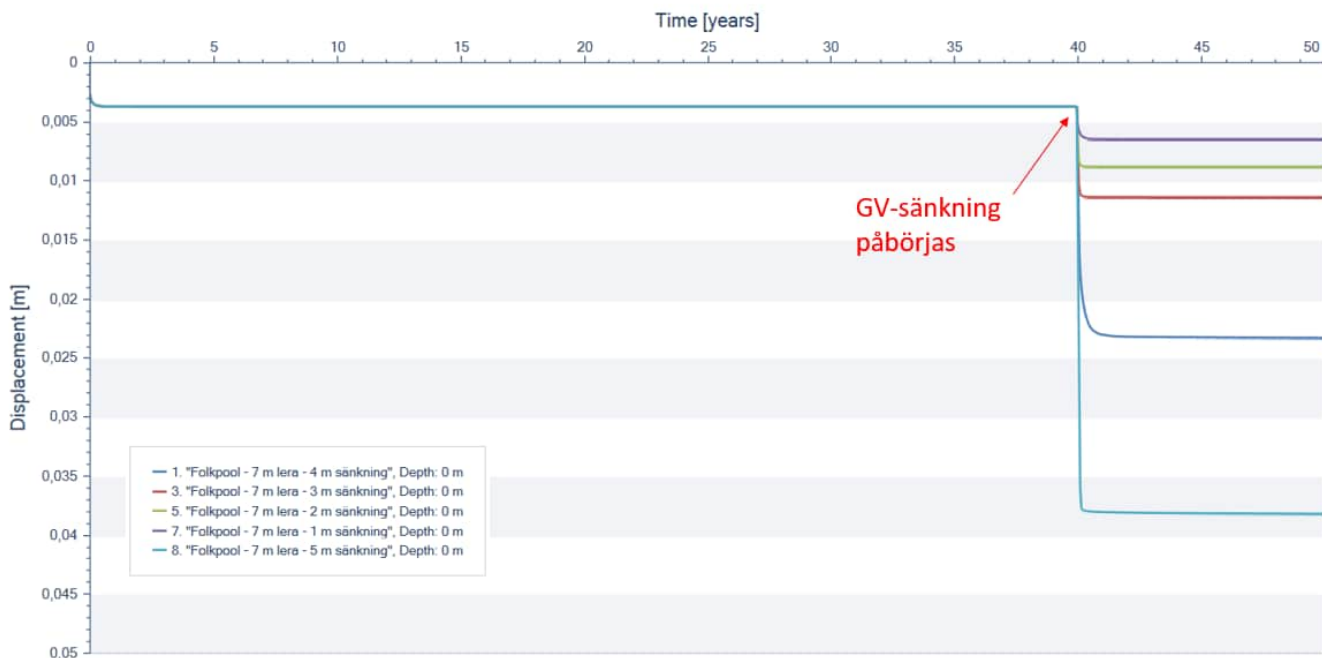 Time [years]
0 5 10 15 20 25 30 35 40 45 50
0
0,005
0,01
0,015
0,02
0,025
0,03
0,035
0,04
0,045
0,05
Displacement [m]
GV-sänkning
påbörjas
1. "Folkpool - 7 m lera - 4 m sänkning", Depth: 0 m
3. "Folkpool - 7 m lera - 3 m sänkning", Depth: 0 m
5. "Folkpool - 7 m lera - 2 m sänkning", Depth: 0 m
7. "Folkpool - 7 m lera - 1 m sänkning", Depth: 0 m
8. "Folkpool - 7 m lera - 5 m sänkning", Depth: 0 m